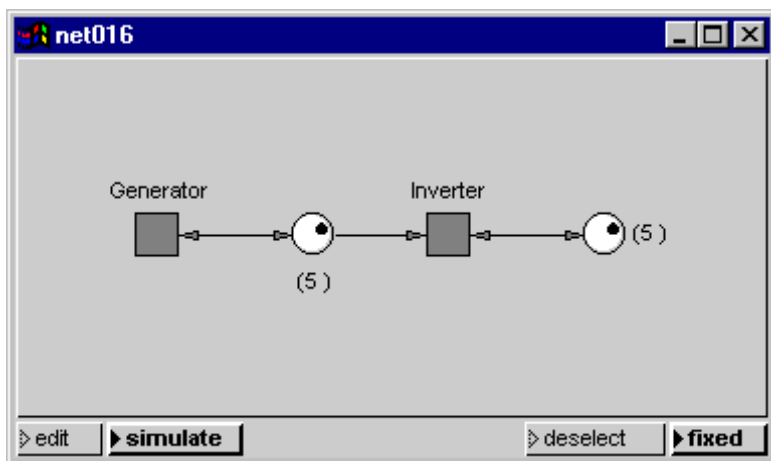 net016
Generator
Inverter
(5 )
(5 )
edit
simulate
deselect
fixed